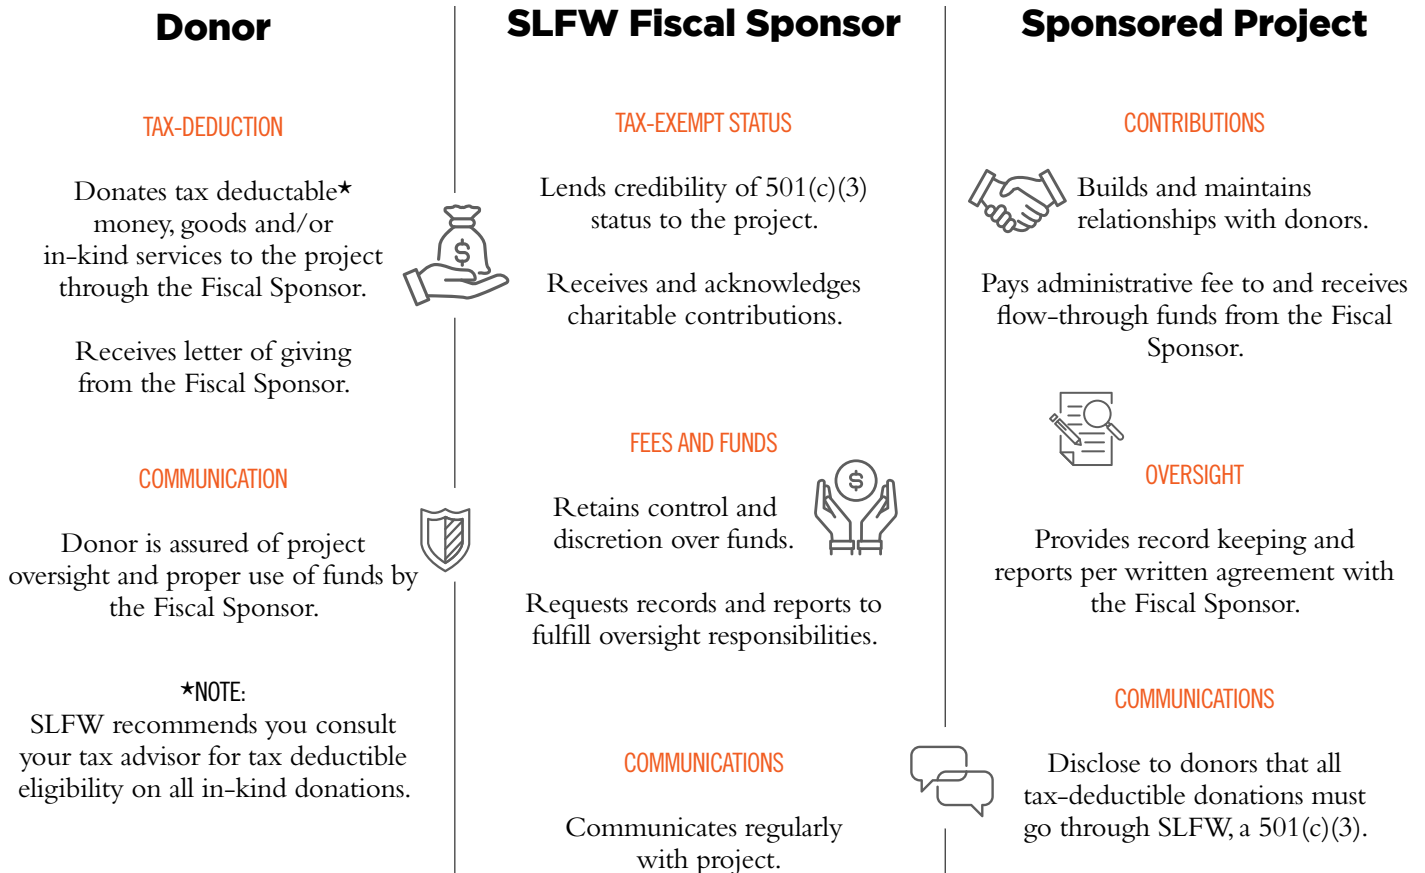 Donor
TAX-DEDUCTION
Donates tax deductable★
money, goods and/or
in-kind services to the project
through the Fiscal Sponsor.
Receives letter of giving
from the Fiscal Sponsor.
COMMUNICATION
Donor is assured of project
oversight and proper use of funds by
the Fiscal Sponsor.
★NOTE:
SLFW recommends you consult
your tax advisor for tax deductible
eligibility on all in-kind donations.
SLFW Fiscal Sponsor
TAX-EXEMPT STATUS
Lends credibility of 501(c)(3)
status to the project.
Receives and acknowledges
charitable contributions.
FEES AND FUNDS
Retains control and
discretion over funds.
Requests records and reports to
fulfill oversight responsibilities.
COMMUNICATIONS
Communicates regularly
with project.
Sponsored Project
CONTRIBUTIONS
Builds and maintains
relationships with donors.
Pays administrative fee to and receives
flow-through funds from the Fiscal
Sponsor.
OVERSIGHT
Provides record keeping and
reports per written agreement with
the Fiscal Sponsor.
COMMUNICATIONS
Disclose to donors that all
tax-deductible donations must
go through SLFW, a 501(c)(3).